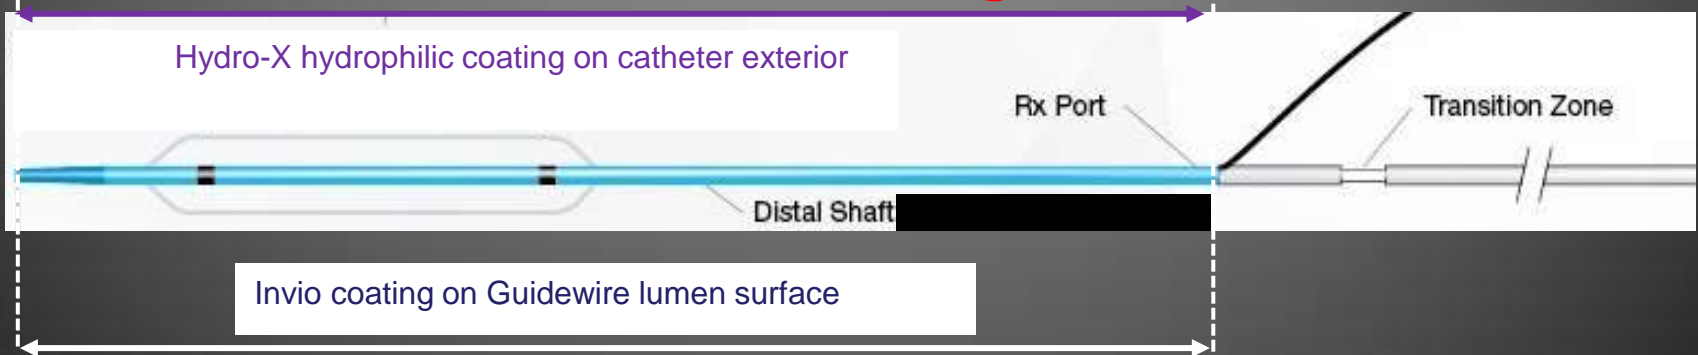 Hydro-X hydrophilic coating on catheter exterior
Rx Port
Transition Zone
Distal Shaft
Invio coating on Guidewire lumen surface